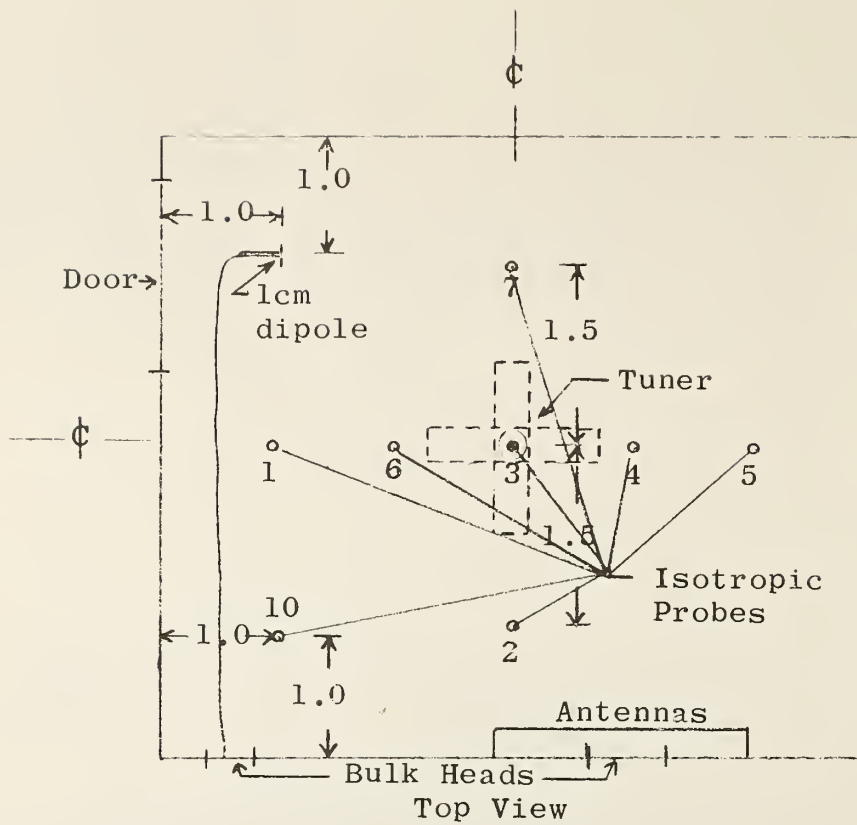 ℄
1.0
1.0
Door
1cm
dipole
7
1.5
Tuner
℄
1
6
3
4
5
1.5
Isotropic
Probes
10
1.0
2
1.0
Antennas
Bulk Heads
Top View